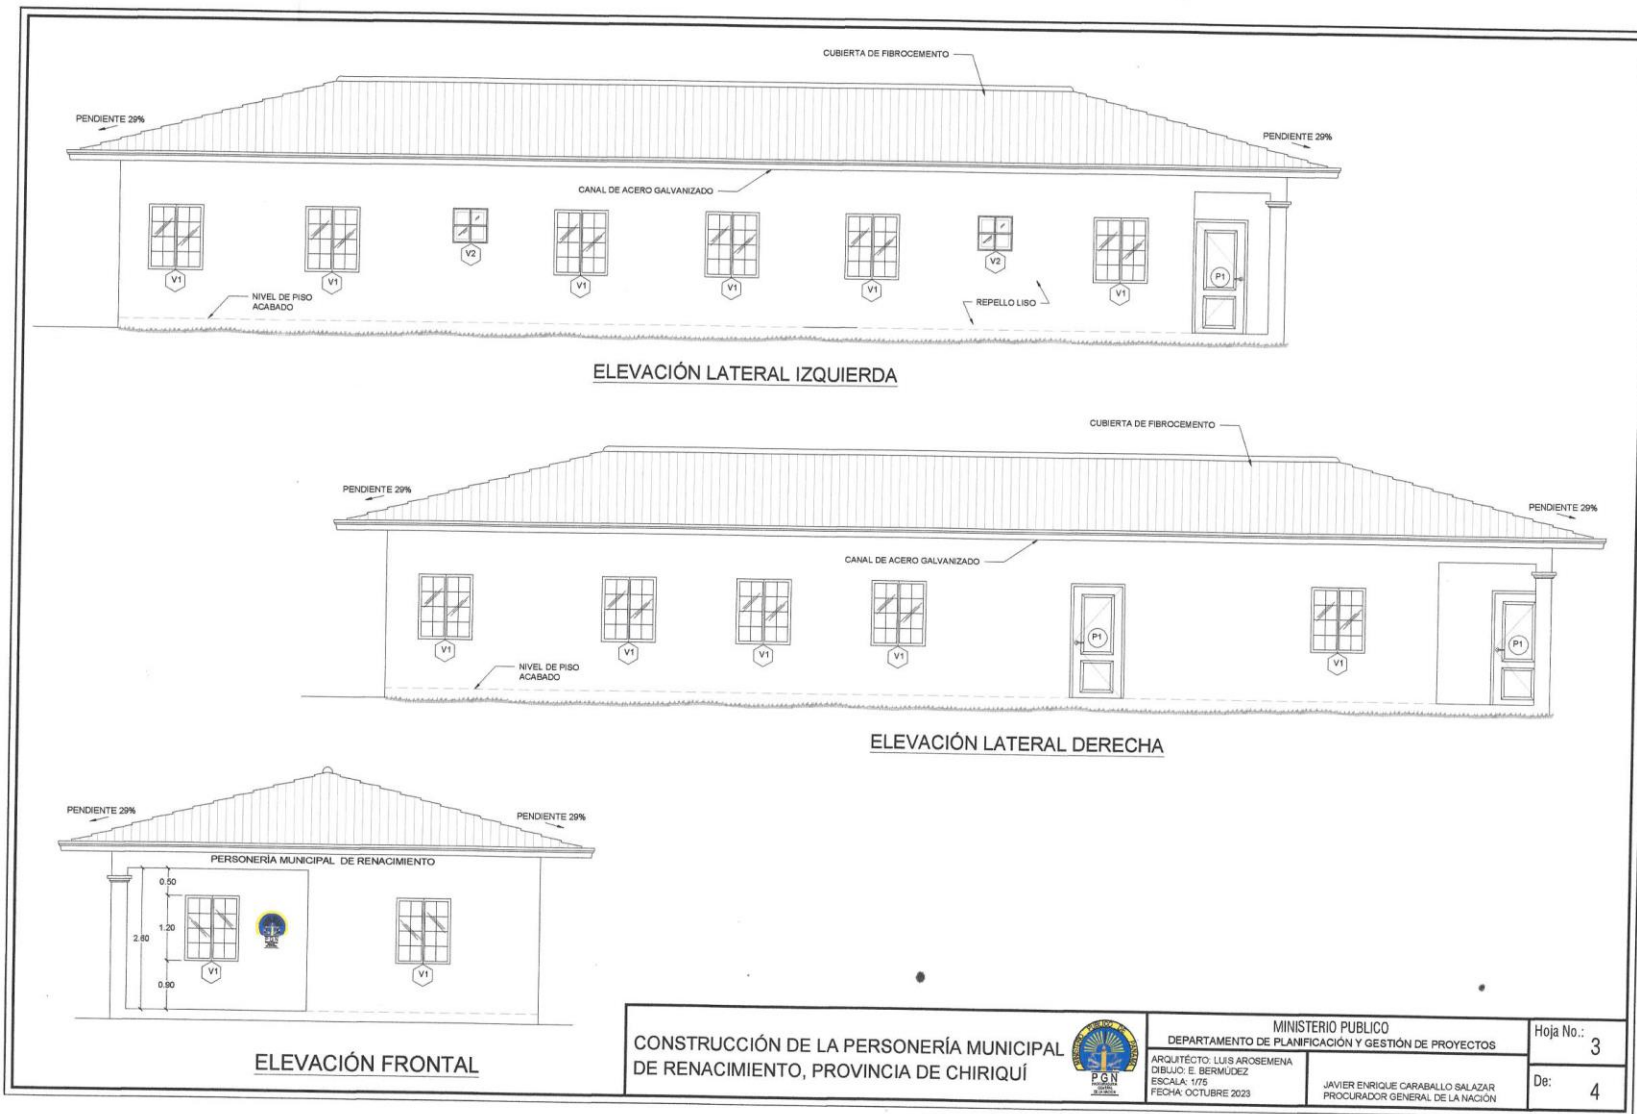 CUBIERTA DE FIBROCEMENTO
PENDIENTE 29%
PENDIENTE 29%
CANAL DE ACERO GALVANIZADO
V1
V1
V2
V1
V1
V1
V2
V1
P1
NIVEL DE PISO
ACABADO
REPELLO LISO
ELEVACIÓN LATERAL IZQUIERDA
CUBIERTA DE FIBROCEMENTO
PENDIENTE 29%
PENDIENTE 29%
CANAL DE ACERO GALVANIZADO
V1
V1
V1
V1
P1
V1
P1
NIVEL DE PISO
ACABADO
ELEVACIÓN LATERAL DERECHA
PENDIENTE 29%
PENDIENTE 29%
PERSONERÍA MUNICIPAL DE RENACIMIENTO
0.50
1.20
2.60
0.90
V1
V1
ELEVACIÓN FRONTAL
CONSTRUCCIÓN DE LA PERSONERÍA MUNICIPAL
DE RENACIMIENTO, PROVINCIA DE CHIRIQUÍ
PGN
MINISTERIO PUBLICO
DEPARTAMENTO DE PLANIFICACIÓN Y GESTIÓN DE PROYECTOS
ARQUITÉCTO: LUIS AROSEMENA
DIBUJO: E. BERMÚDEZ
ESCALA: 1/75
FECHA: OCTUBRE 2023
JAVIER ENRIQUE CARABALLO SALAZAR
PROCURADOR GENERAL DE LA NACIÓN
Hoja No.: 3
De: 4